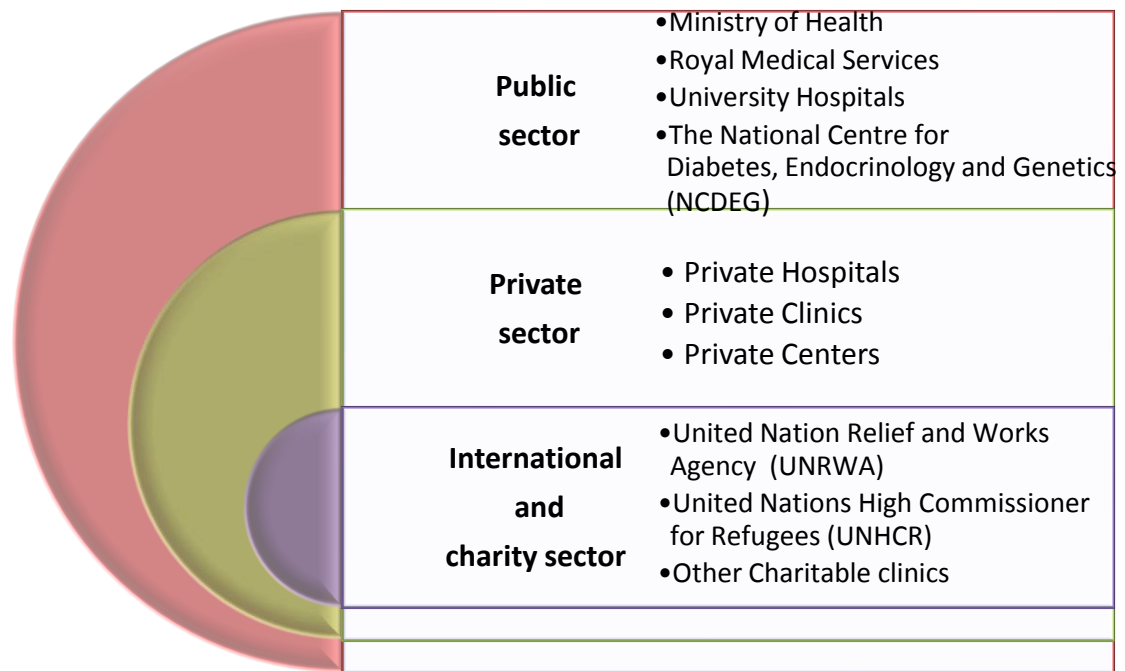 Public
sector
•Ministry of Health
•Royal Medical Services
•University Hospitals
•The National Centre for
Diabetes, Endocrinology and Genetics
(NCDEG)
Private
sector
• Private Hospitals
• Private Clinics
• Private Centers
International
and
charity sector
•United Nation Relief and Works
Agency (UNRWA)
•United Nations High Commissioner
for Refugees (UNHCR)
•Other Charitable clinics